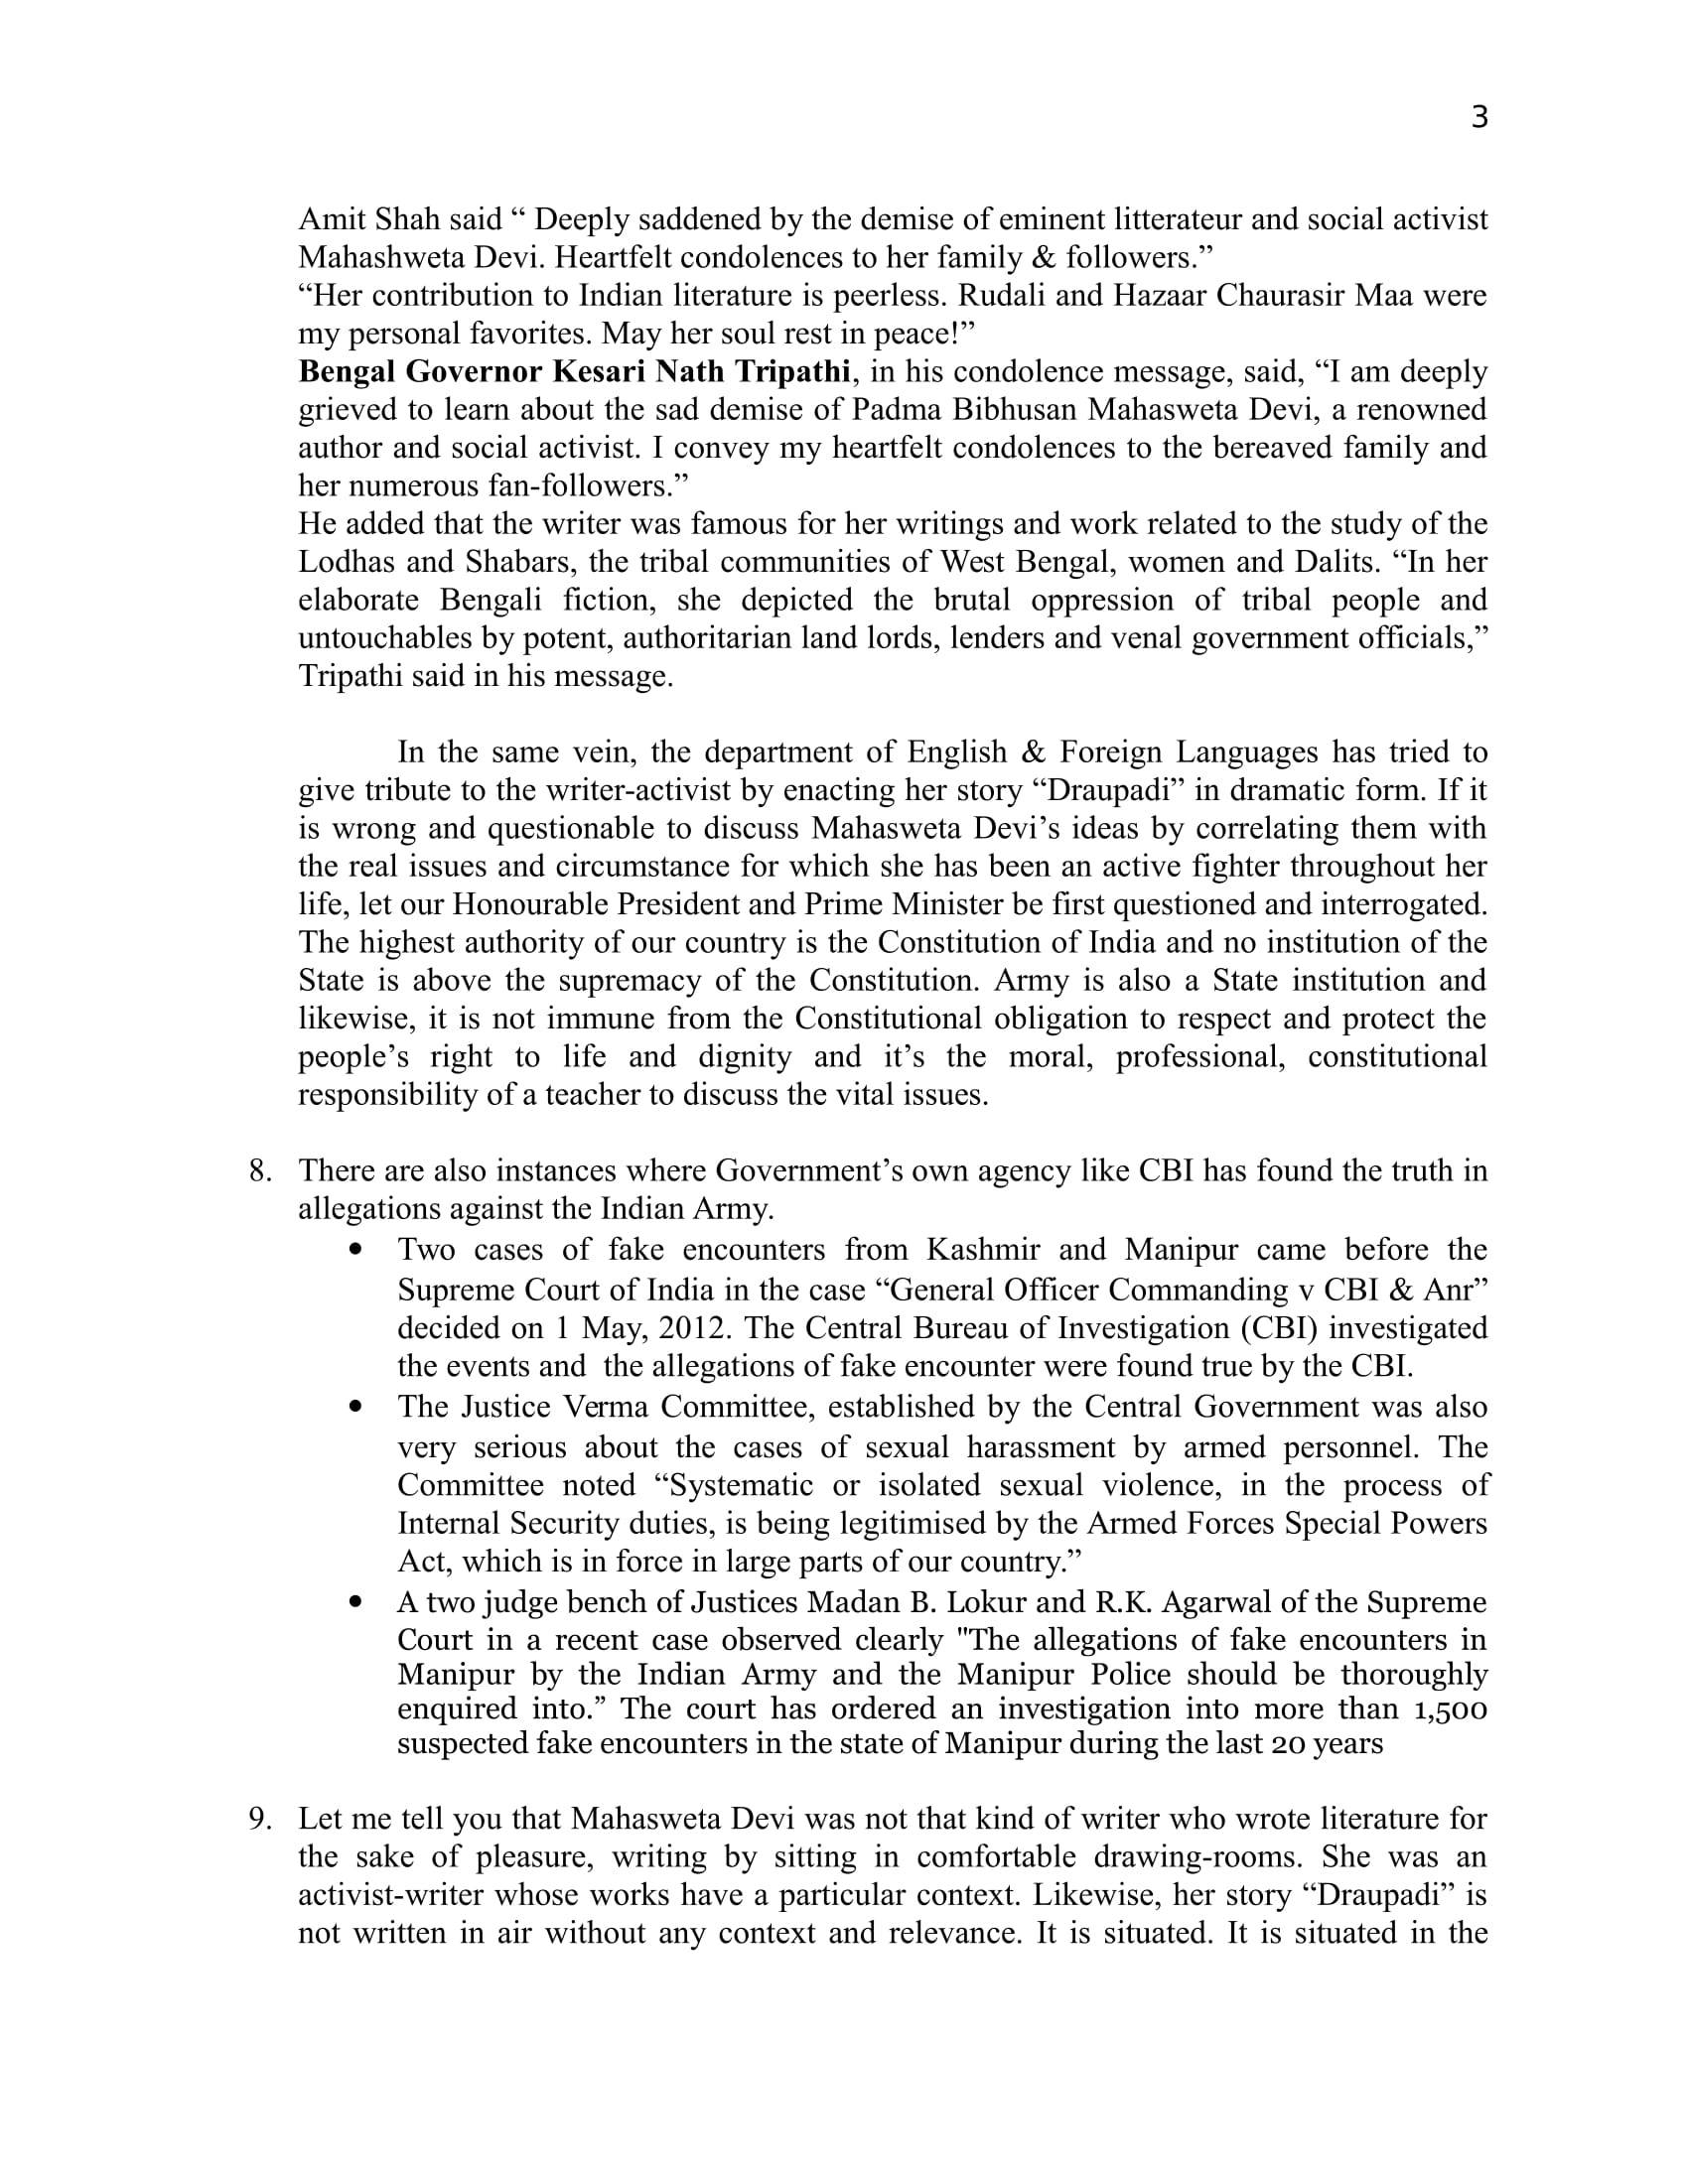 3
Amit Shah said “ Deeply saddened by the demise of eminent litterateur and social activist
Mahashweta Devi. Heartfelt condolences to her family & followers.”
“Her contribution to Indian literature is peerless. Rudali and Hazaar Chaurasir Maa were
my personal favorites. May her soul rest in peace!”
Bengal Governor Kesari Nath Tripathi, in his condolence message, said, “I am deeply
grieved to learn about the sad demise of Padma Bibhusan Mahasweta Devi, a renowned
author and social activist. I convey my heartfelt condolences to the bereaved family and
her numerous fan-followers.”
He added that the writer was famous for her writings and work related to the study of the
Lodhas and Shabars, the tribal communities of West Bengal, women and Dalits. “In her
elaborate Bengali fiction, she depicted the brutal oppression of tribal people and
untouchables by potent, authoritarian land lords, lenders and venal government officials,”
Tripathi said in his message.
In the same vein, the department of English & Foreign Languages has tried to
give tribute to the writer-activist by enacting her story “Draupadi” in dramatic form. If it
is wrong and questionable to discuss Mahasweta Devi’s ideas by correlating them with
the real issues and circumstance for which she has been an active fighter throughout her
life, let our Honourable President and Prime Minister be first questioned and interrogated.
The highest authority of our country is the Constitution of India and no institution of the
State is above the supremacy of the Constitution. Army is also a State institution and
likewise, it is not immune from the Constitutional obligation to respect and protect the
people’s right to life and dignity and it’s the moral, professional, constitutional
responsibility of a teacher to discuss the vital issues.
8. There are also instances where Government’s own agency like CBI has found the truth in
allegations against the Indian Army.
• Two cases of fake encounters from Kashmir and Manipur came before the
Supreme Court of India in the case “General Officer Commanding v CBI & Anr”
decided on 1 May, 2012. The Central Bureau of Investigation (CBI) investigated
the events and  the allegations of fake encounter were found true by the CBI.
• The Justice Verma Committee, established by the Central Government was also
very serious about the cases of sexual harassment by armed personnel. The
Committee noted “Systematic or isolated sexual violence, in the process of
Internal Security duties, is being legitimised by the Armed Forces Special Powers
Act, which is in force in large parts of our country.”
• A two judge bench of Justices Madan B. Lokur and R.K. Agarwal of the Supreme
Court in a recent case observed clearly "The allegations of fake encounters in
Manipur by the Indian Army and the Manipur Police should be thoroughly
enquired into.” The court has ordered an investigation into more than 1,500
suspected fake encounters in the state of Manipur during the last 20 years
9. Let me tell you that Mahasweta Devi was not that kind of writer who wrote literature for
the sake of pleasure, writing by sitting in comfortable drawing-rooms. She was an
activist-writer whose works have a particular context. Likewise, her story “Draupadi” is
not written in air without any context and relevance. It is situated. It is situated in the